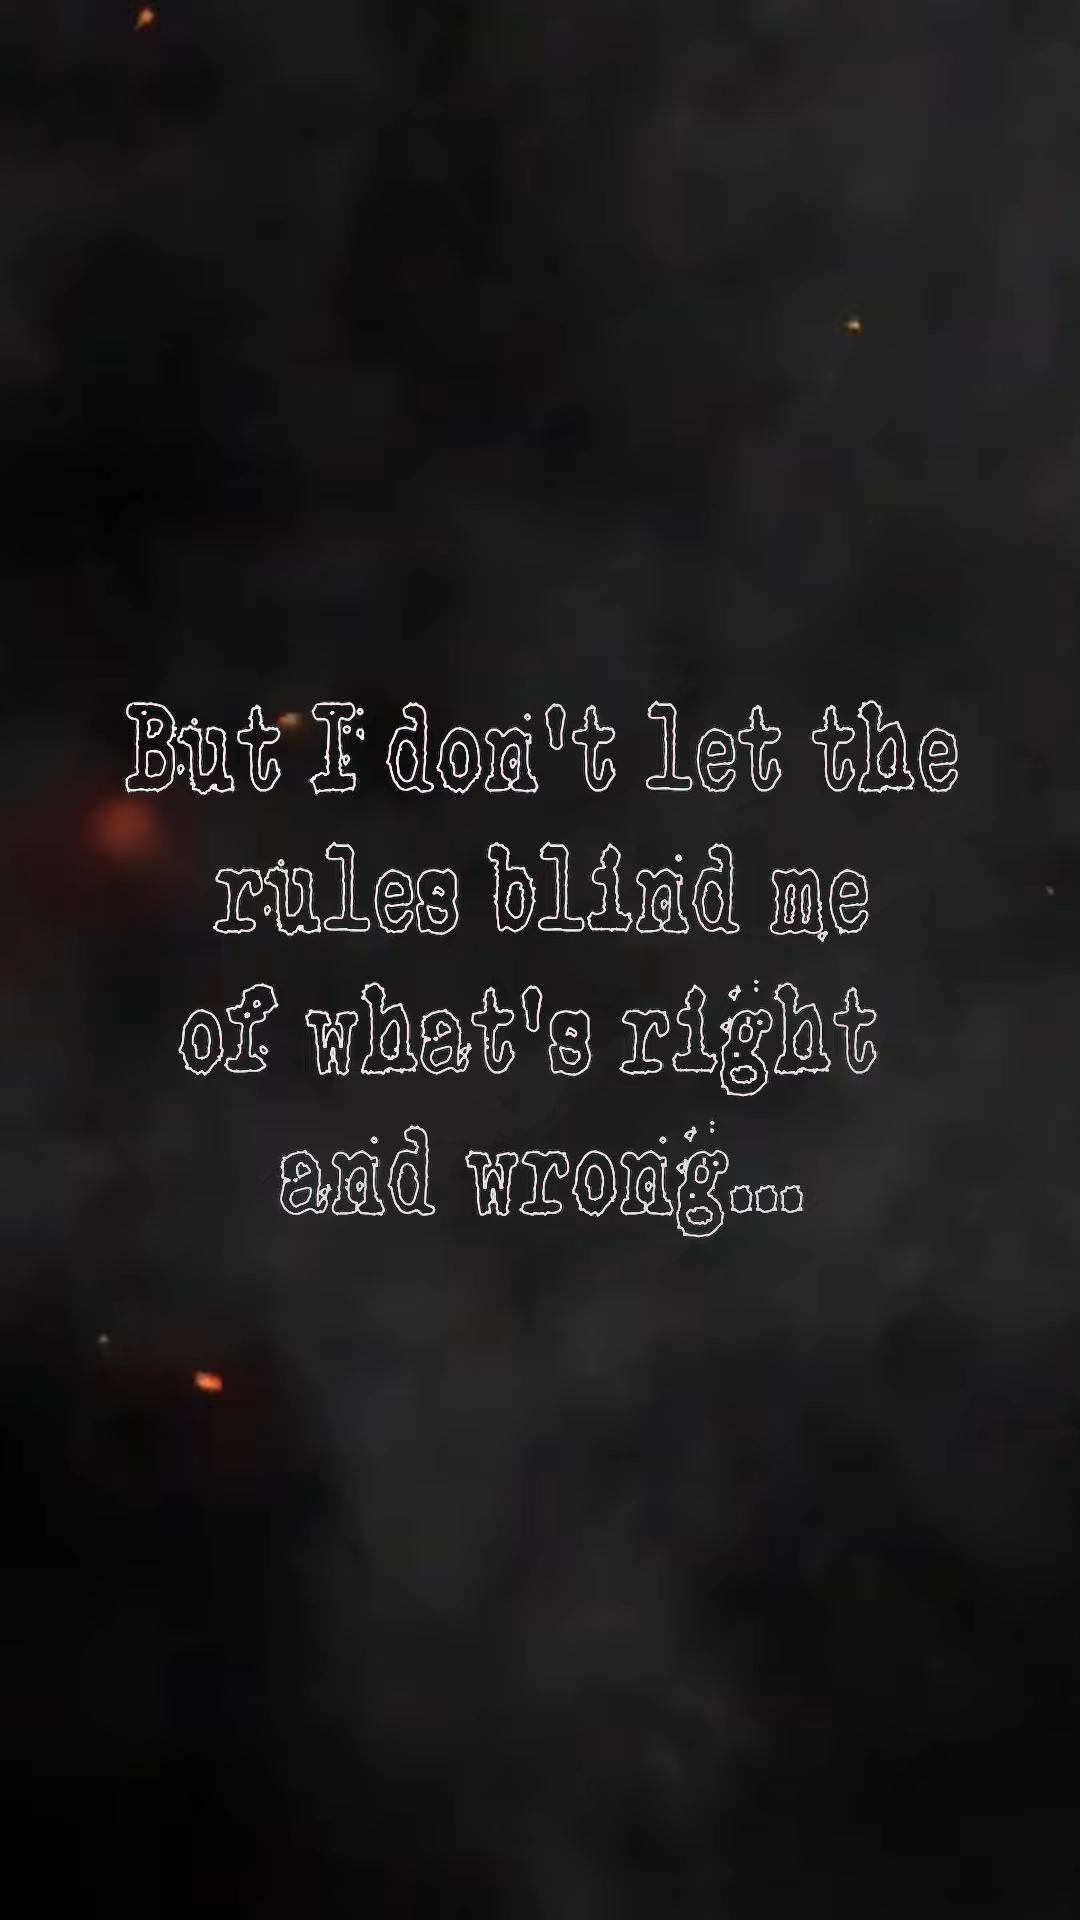 But I don't let the
rules blind me
of what's right
and wrong...